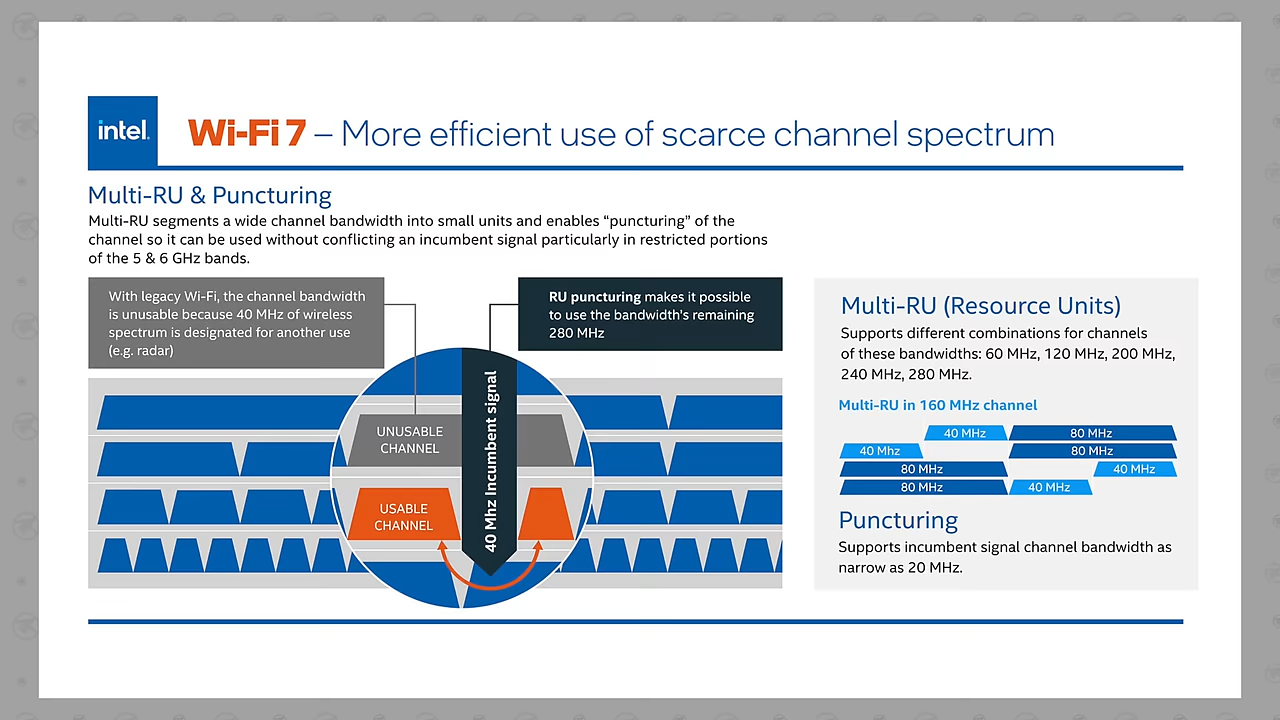 intel.
Wi-Fi 7 – More efficient use of scarce channel spectrum
Multi-RU & Puncturing
Multi-RU segments a wide channel bandwidth into small units and enables “puncturing” of the
channel so it can be used without conflicting an incumbent signal particularly in restricted portions
of the 5 & 6 GHz bands.
With legacy Wi-Fi, the channel bandwidth
is unusable because 40 MHz of wireless
spectrum is designated for another use
(e.g. radar)
RU puncturing makes it possible
to use the bandwidth’s remaining
280 MHz
UNUSABLE
CHANNEL
USABLE
CHANNEL
40 Mhz Incumbent signal
Multi-RU (Resource Units)
Supports different combinations for channels
of these bandwidths: 60 MHz, 120 MHz, 200 MHz,
240 MHz, 280 MHz.
Multi-RU in 160 MHz channel
40 MHz 80 MHz
40 Mhz 80 MHz
80 MHz 40 MHz
80 MHz 40 MHz
Puncturing
Supports incumbent signal channel bandwidth as
narrow as 20 MHz.